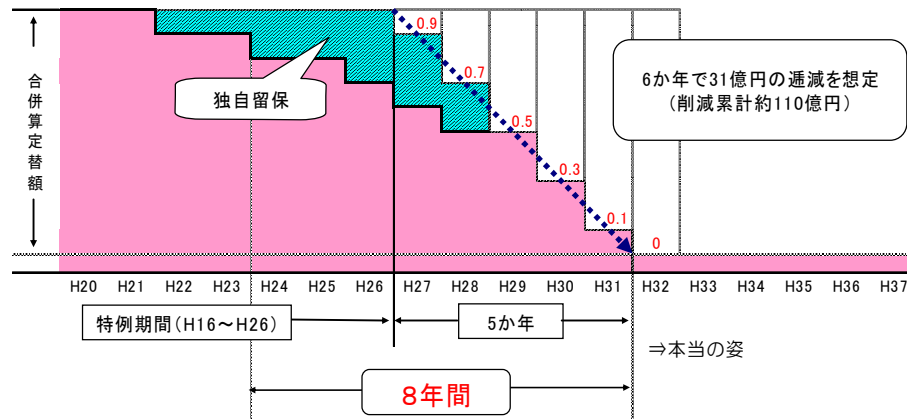 合併算定替額
独自留保
0.9
0.7
0.5
0.3
0.1
0
6か年で31億円の逓減を想定
（削減累計約110億円）
H20 H21 H22 H23 H24 H25 H26 H27 H28 H29 H30 H31 H32 H33 H34 H35 H36 H37
特例期間（H16～H26）
5か年
⇒本当の姿
8年間